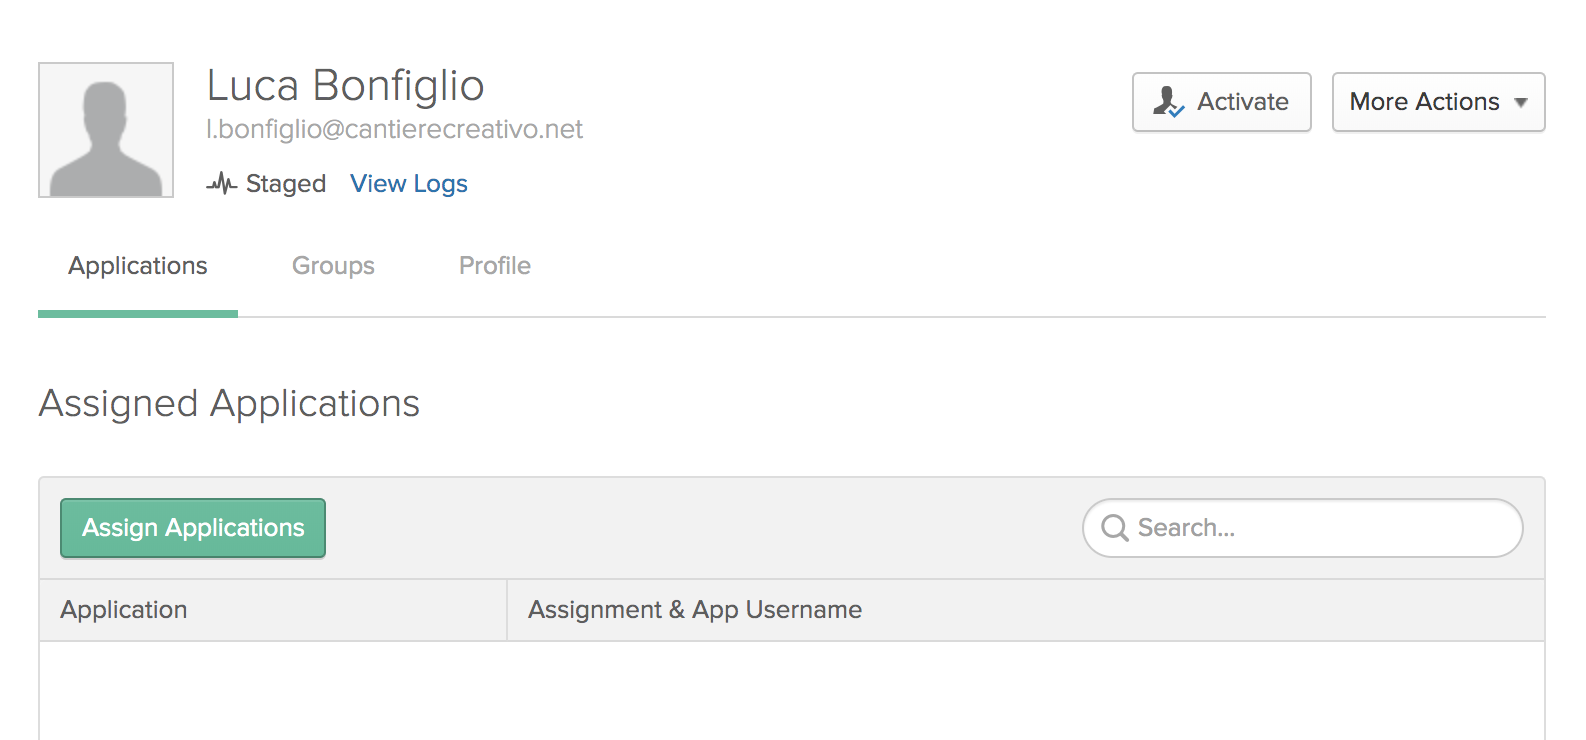 Luca Bonfiglio
l.bonfiglio@cantierecreativo.net
Activate
More Actions
Staged View Logs
Applications Groups Profile
Assigned Applications
Assign Applications
Search...
Application Assignment & App Username